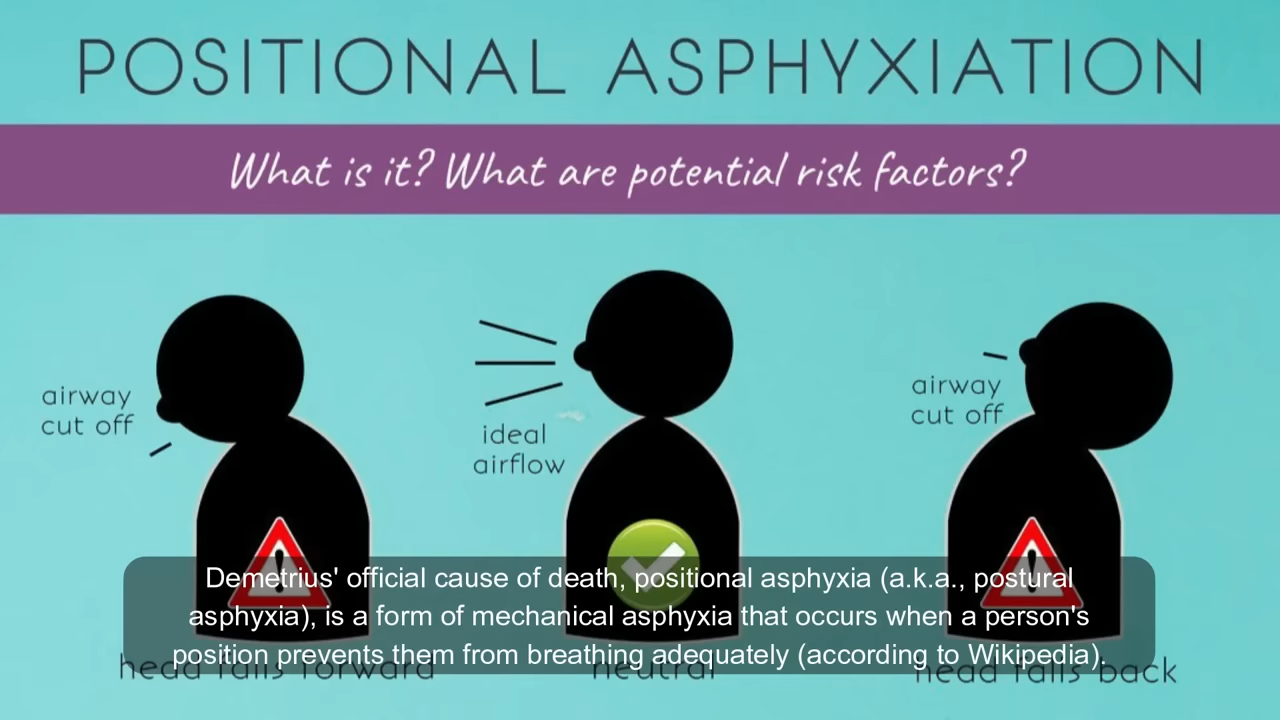 POSITIONAL ASPHYXIATION
What is it? What are potential risk factors?
airway
cut off
ideal
airflow
airway
cut off
Demetrius' official cause of death, positional asphyxia (a.k.a., postural
asphyxia), is a form of mechanical asphyxia that occurs when a person's
position prevents them from breathing adequately (according to Wikipedia).
head falls forward
neutral
head falls back